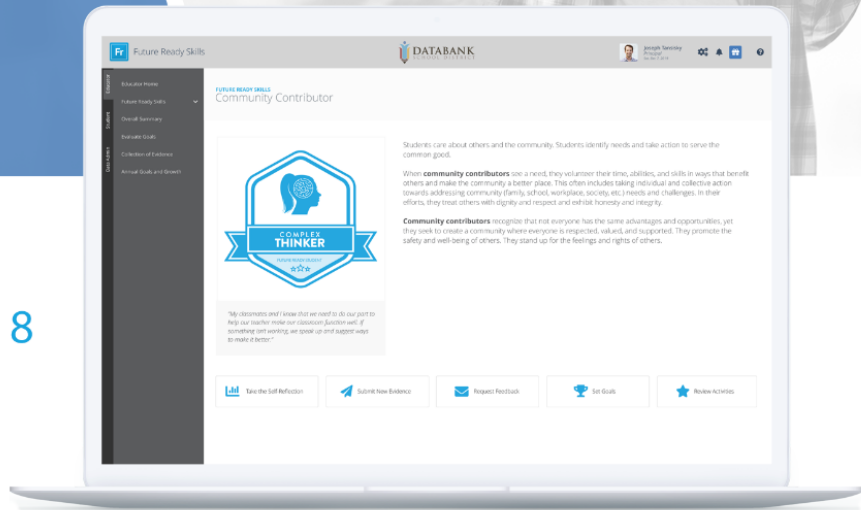 Fr Future Ready Skills
DATABANK
SCHOOL DISTRICT
Joseph Sarosky
Principal
Educator
Student
Data Admin
Educator Home
Future Ready Skills
Overall Summary
Evaluate Goals
Collection of Evidence
Annual Goals and Growth
FUTURE READY SKILLS
Community Contributor
COMPLEX
THINKER
FUTURE READY STUDENT
"My classmates and I know that we need to do our part to
help our teacher make our classroom function well. If
something isn't working, we speak up and suggest ways
to make it better."
Students care about others and the community. Students identify needs and take action to serve the
common good.
When community contributors see a need, they volunteer their time, abilities, and skills in ways that benefit
others and make the community a better place. This often includes taking individual and collective action
towards addressing community (family, school, workplace, society, etc.) needs and challenges. In their
efforts, they treat others with dignity and respect and exhibit honesty and integrity.
Community contributors recognize that not everyone has the same advantages and opportunities, yet
they seek to create a community where everyone is respected, valued, and supported. They promote the
safety and well-being of others. They stand up for the feelings and rights of others.
Take the Self Reflection
Submit New Evidence
Request Feedback
Set Goals
Review Activities
8